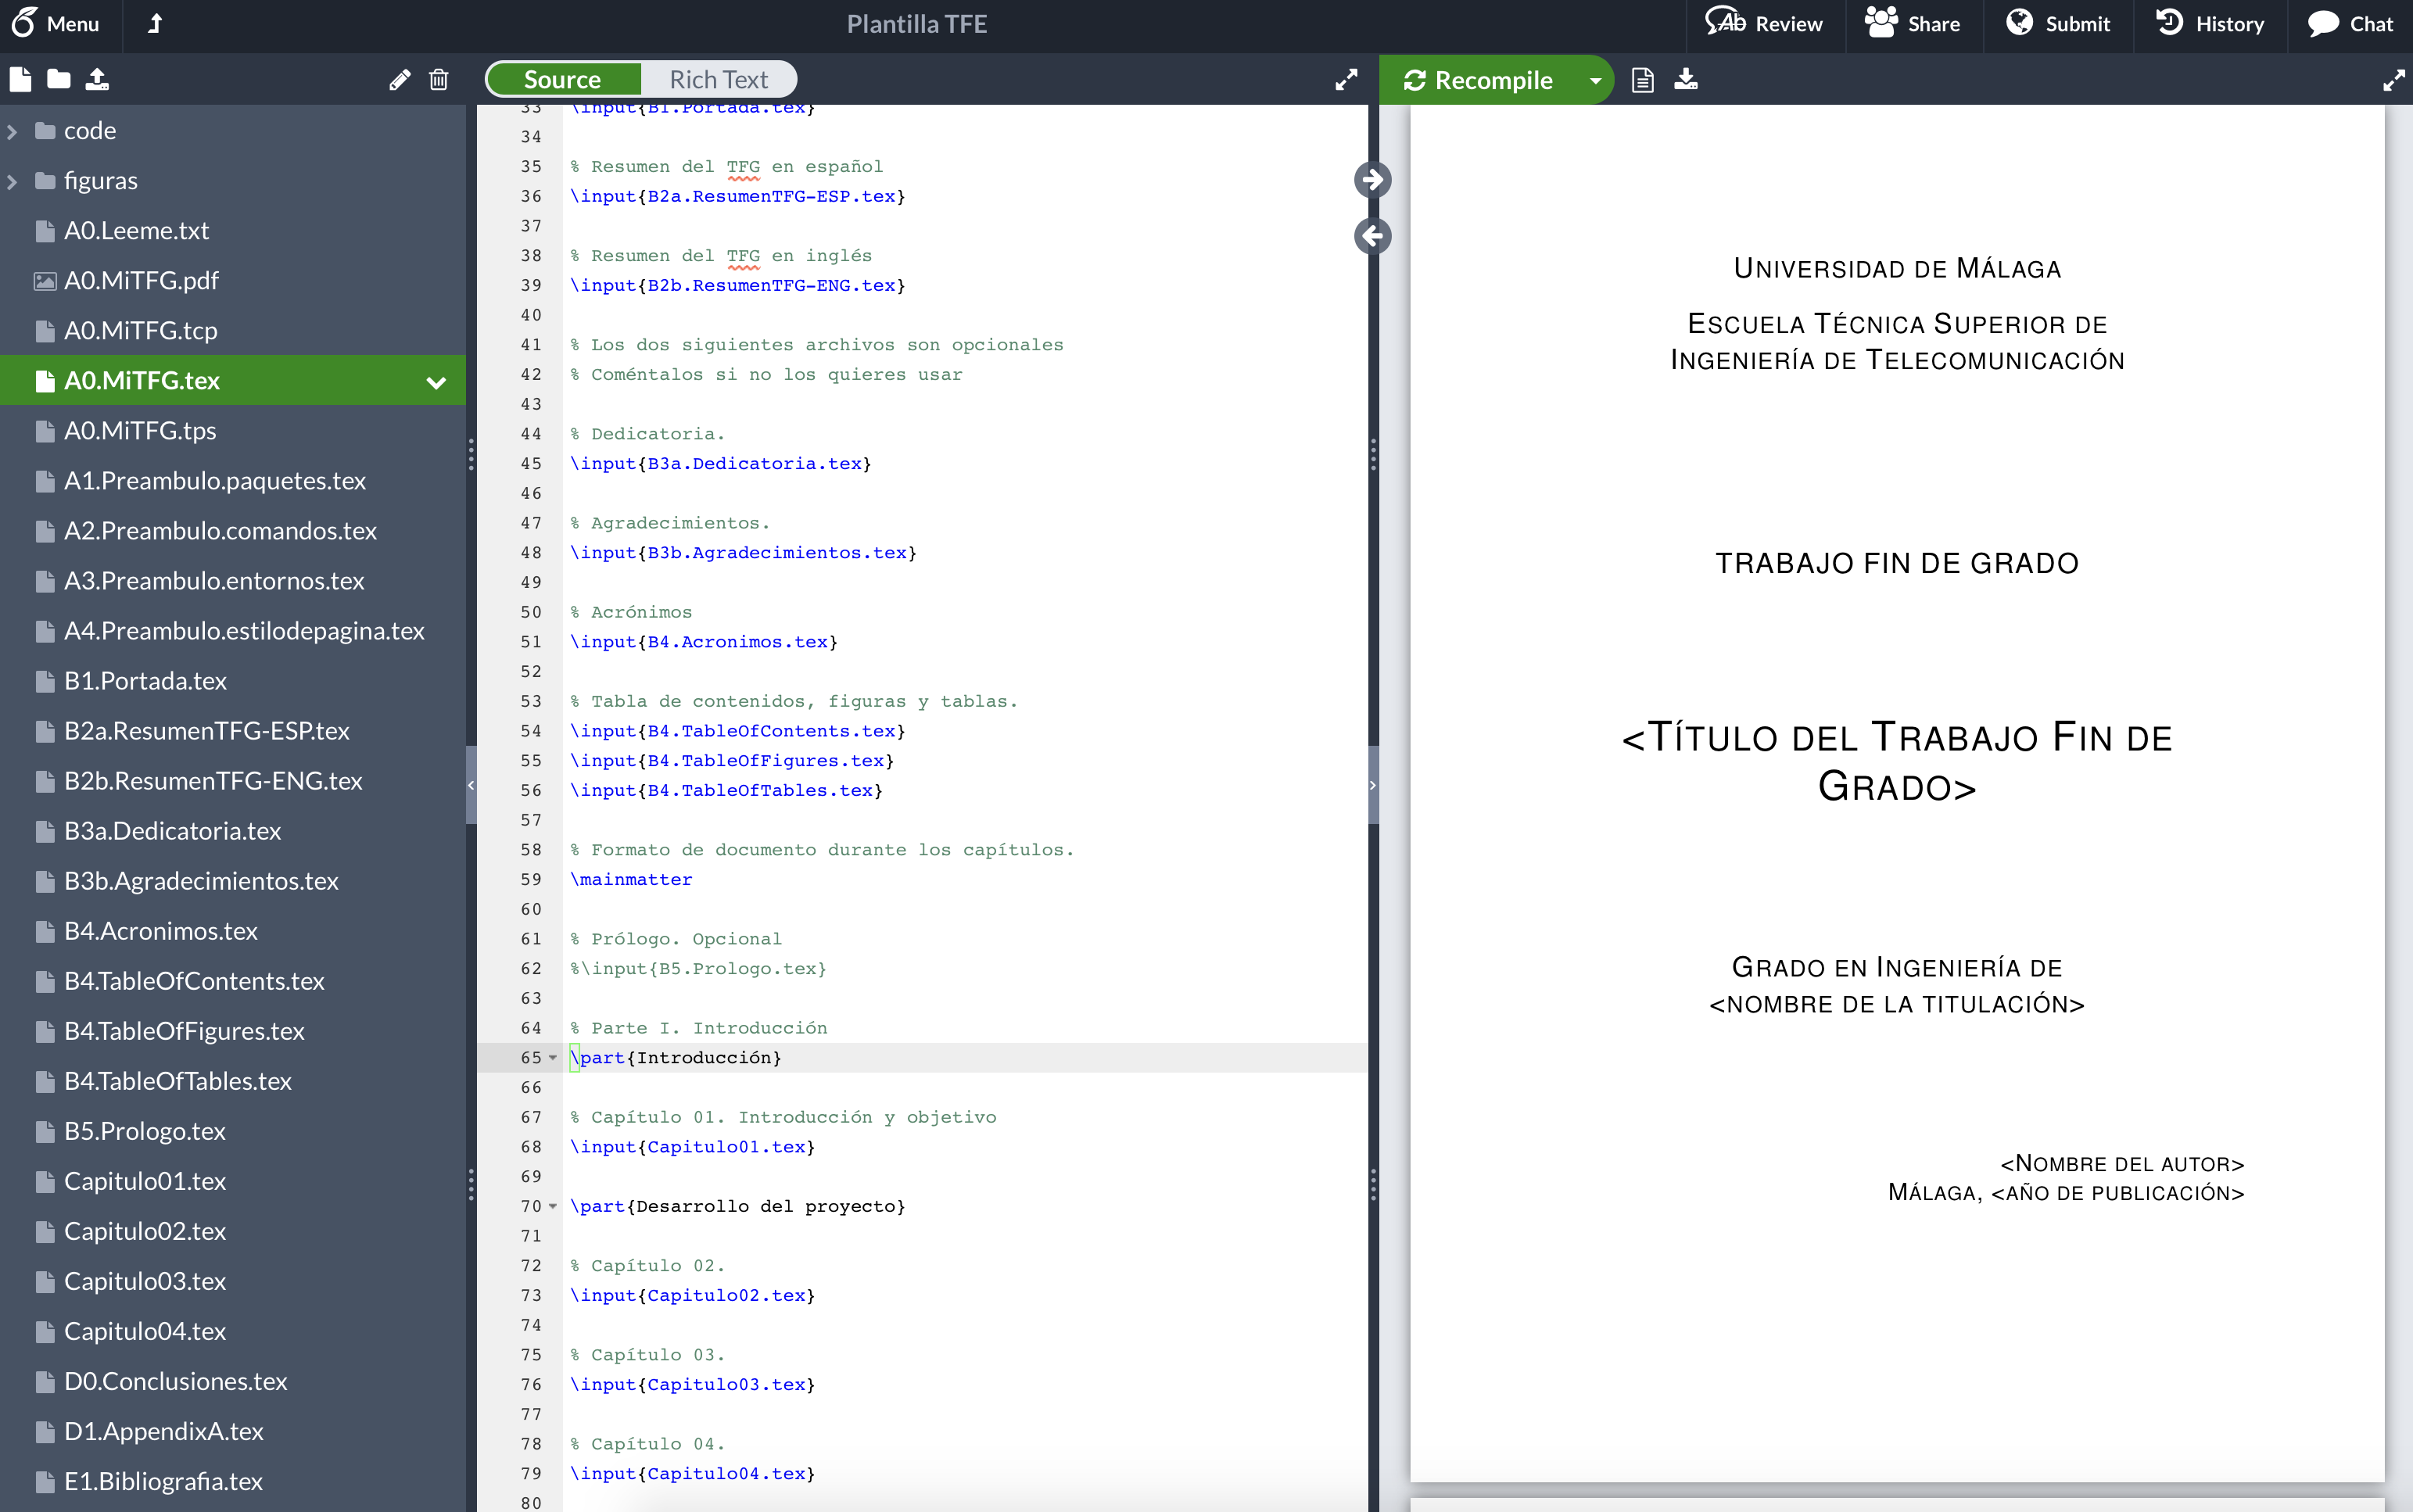 Menu
Plantilla TFE
Review
Share
Submit
History
Chat
Source
Rich Text
Recompile
code
figuras
A0.Leeme.txt
A0.MiTFG.pdf
A0.MiTFG.tcp
A0.MiTFG.tex
A0.MiTFG.tps
A1.Preambulo.paquetes.tex
A2.Preambulo.comandos.tex
A3.Preambulo.entornos.tex
A4.Preambulo.estilodepagina.tex
B1.Portada.tex
B2a.ResumenTFG-ESP.tex
B2b.ResumenTFG-ENG.tex
B3a.Dedicatoria.tex
B3b.Agradecimientos.tex
B4.Acronimos.tex
B4.TableOfContents.tex
B4.TableOfFigures.tex
B4.TableOfTables.tex
B5.Prologo.tex
Capitulo01.tex
Capitulo02.tex
Capitulo03.tex
Capitulo04.tex
D0.Conclusiones.tex
D1.AppendixA.tex
E1.Bibliografia.tex
33 \input{B1.Portada.tex}
34
35 % Resumen del TFG en español
36 \input{B2a.ResumenTFG-ESP.tex}
37
38 % Resumen del TFG en inglés
39 \input{B2b.ResumenTFG-ENG.tex}
40
41 % Los dos siguientes archivos son opcionales
42 % Coméntalos si no los quieres usar
43
44 % Dedicatoria.
45 \input{B3a.Dedicatoria.tex}
46
47 % Agradecimientos.
48 \input{B3b.Agradecimientos.tex}
49
50 % Acrónimos
51 \input{B4.Acronimos.tex}
52
53 % Tabla de contenidos, figuras y tablas.
54 \input{B4.TableOfContents.tex}
55 \input{B4.TableOfFigures.tex}
56 \input{B4.TableOfTables.tex}
57
58 % Formato de documento durante los capítulos.
59 \mainmatter
60
61 % Prólogo. Opcional
62 %\input{B5.Prologo.tex}
63
64 % Parte I. Introducción
65 \part{Introducción}
66
67 % Capítulo 01. Introducción y objetivo
68 \input{Capitulo01.tex}
69
70 \part{Desarrollo del proyecto}
71
72 % Capítulo 02.
73 \input{Capitulo02.tex}
74
75 % Capítulo 03.
76 \input{Capitulo03.tex}
77
78 % Capítulo 04.
79 \input{Capitulo04.tex}
80
UNIVERSIDAD DE MÁLAGA
ESCUELA TÉCNICA SUPERIOR DE
INGENIERÍA DE TELECOMUNICACIÓN
TRABAJO FIN DE GRADO
<TÍTULO DEL TRABAJO FIN DE
GRADO>
GRADO EN INGENIERÍA DE
<NOMBRE DE LA TITULACIÓN>
<NOMBRE DEL AUTOR>
MÁLAGA, <AÑO DE PUBLICACIÓN>